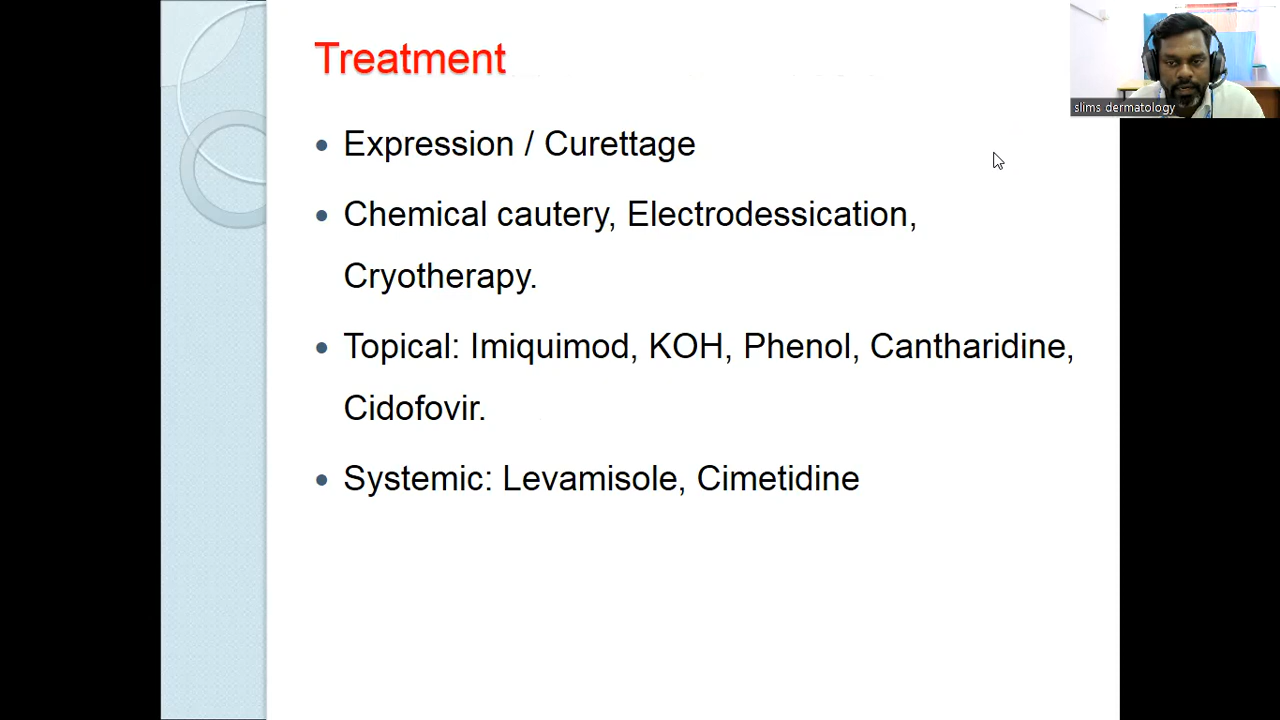 Treatment
slims dermatology
Expression / Curettage
Chemical cautery, Electrodessication,
Cryotherapy.
Topical: Imiquimod, KOH, Phenol, Cantharidine,
Cidofovir.
Systemic: Levamisole, Cimetidine